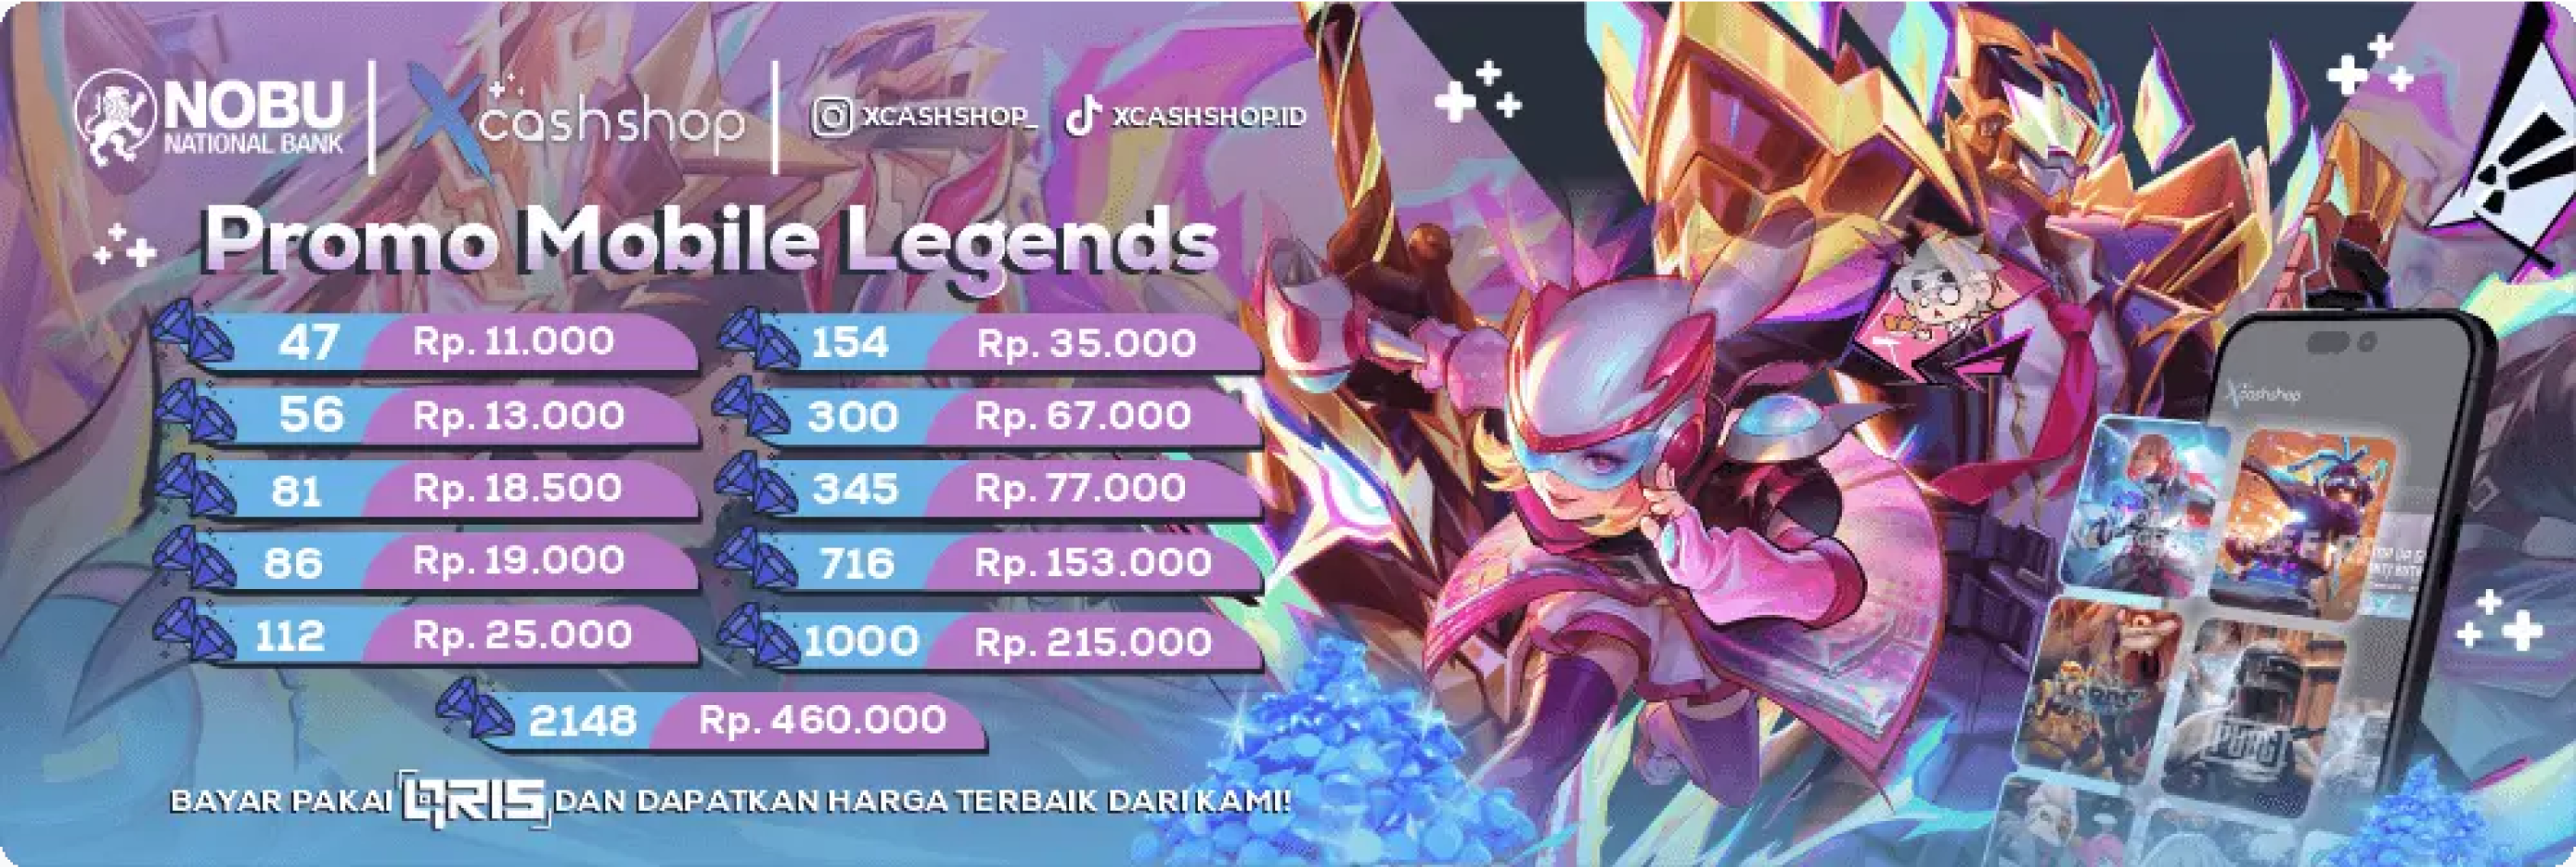 NOBU
NATIONAL BANK
Xcashshop
XCASHSHOP_
XCASHSHOP.ID
Promo Mobile Legends
47 Rp. 11.000
154 Rp. 35.000
56 Rp. 13.000
300 Rp. 67.000
81 Rp. 18.500
345 Rp. 77.000
86 Rp. 19.000
716 Rp. 153.000
112 Rp. 25.000
1000 Rp. 215.000
2148 Rp. 460.000
BAYAR PAKAI QRIS DAN DAPATKAN HARGA TERBAIK DARI KAMI!
Xcashshop
PUBG